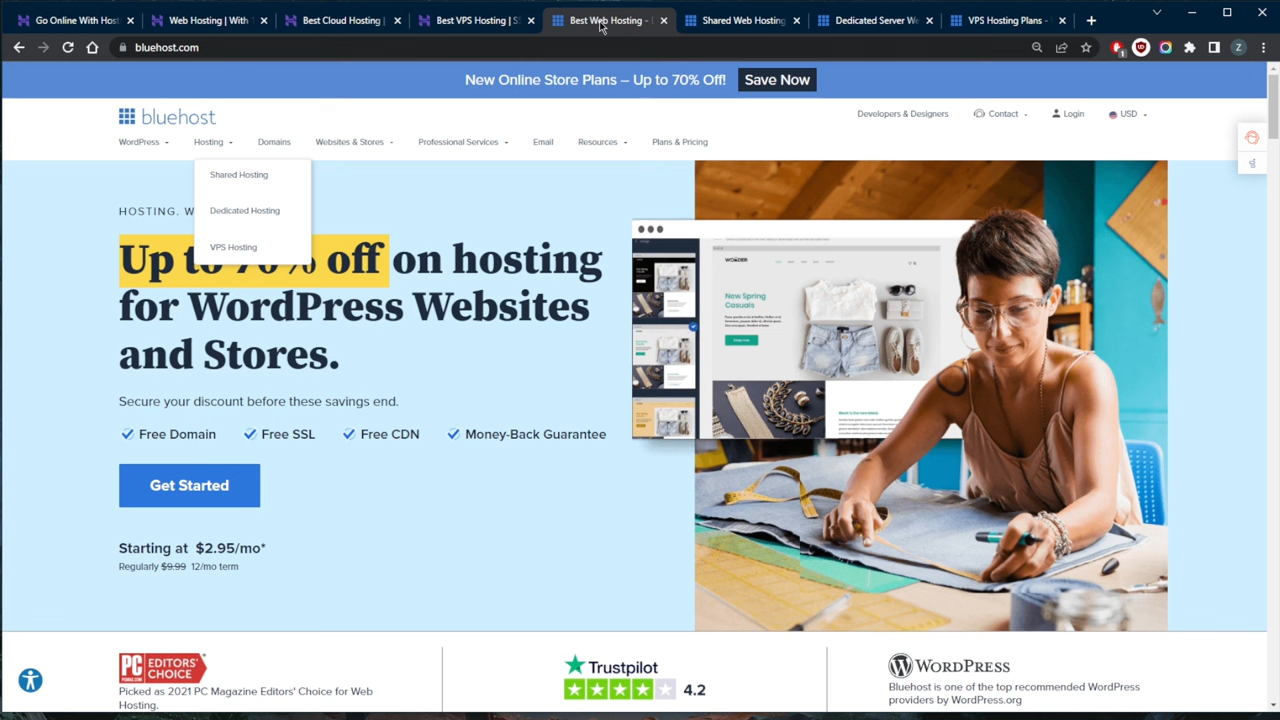 Go Online With Host
Web Hosting | With
Best Cloud Hosting |
Best VPS Hosting | S
Best Web Hosting -
Shared Web Hosting
Dedicated Server We
VPS Hosting Plans -
bluehost.com
1
Z
New Online Store Plans – Up to 70% Off!
Save Now
bluehost
Developers & Designers
Contact
Login
USD
WordPress
Hosting
Domains
Websites & Stores
Professional Services
Email
Resources
Plans & Pricing
Shared Hosting
Dedicated Hosting
VPS Hosting
HOSTING. W
Up to 70% off on hosting
for WordPress Websites
and Stores.
Secure your discount before these savings end.
Free Domain
Free SSL
Free CDN
Money-Back Guarantee
Get Started
Starting at $2.95/mo*
Regularly $9.99 12/mo term
WONDER
New Spring
Casuals
PC EDITORS'
CHOICE
Picked as 2021 PC Magazine Editors' Choice for Web
Hosting.
Trustpilot
4.2
WORDPRESS
Bluehost is one of the top recommended WordPress
providers by WordPress.org